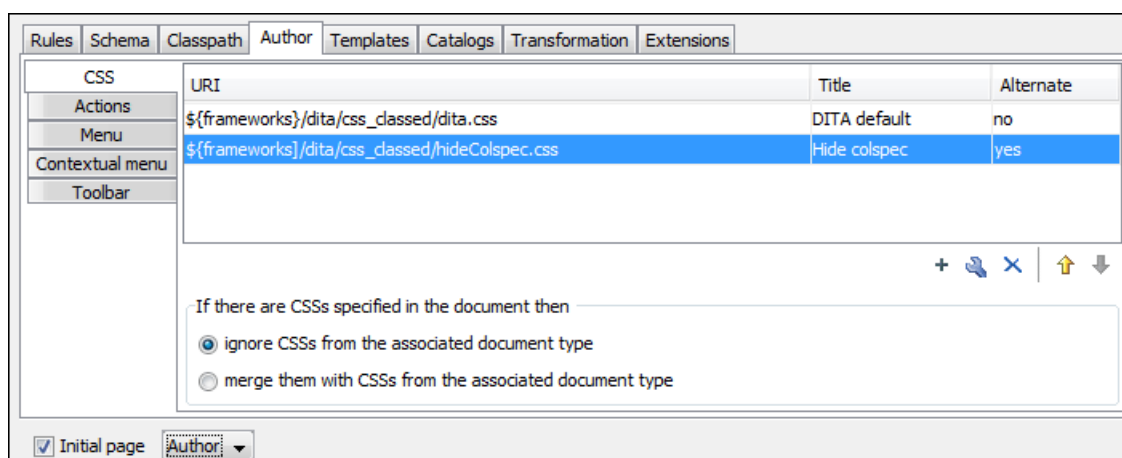 Rules Schema Classpath Author Templates Catalogs Transformation Extensions
CSS
Actions
Menu
Contextual menu
Toolbar
URI Title Alternate
${frameworks}/dita/css_classed/dita.css DITA default no
${frameworks]/dita/css_classed/hideColspec.css Hide colspec yes
If there are CSSs specified in the document then
ignore CSSs from the associated document type
merge them with CSSs from the associated document type
Initial page Author